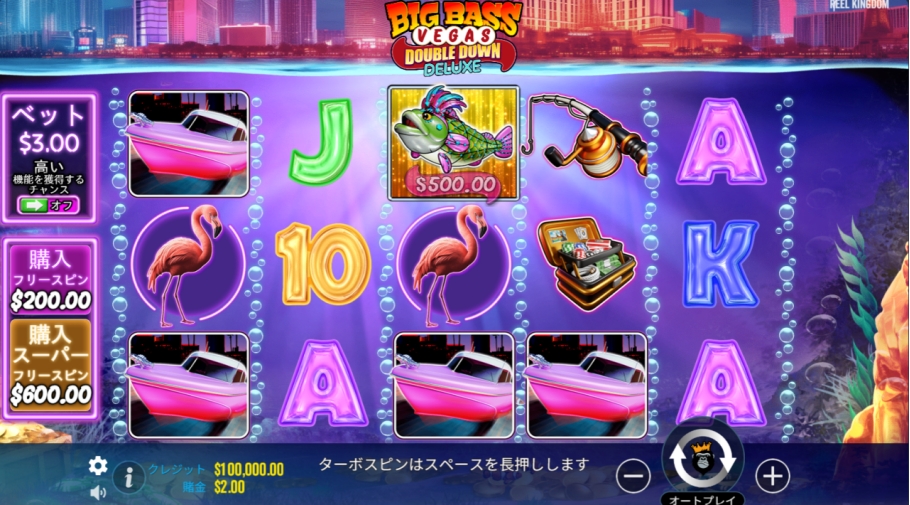 REEL KINGDOM
BIG BASS
VEGAS
DOUBLE DOWN
DELUXE
ベット
$3.00
高い
機能を獲得する
チャンス
オフ
購入
フリースピン
$200.00
購入
スーパー
フリースピン
$600.00
J
$500.00
A
10
K
A
A
クレジット $100,000.00
賭金 $2.00
ターボスピンはスペースを長押しします
オートプレイ